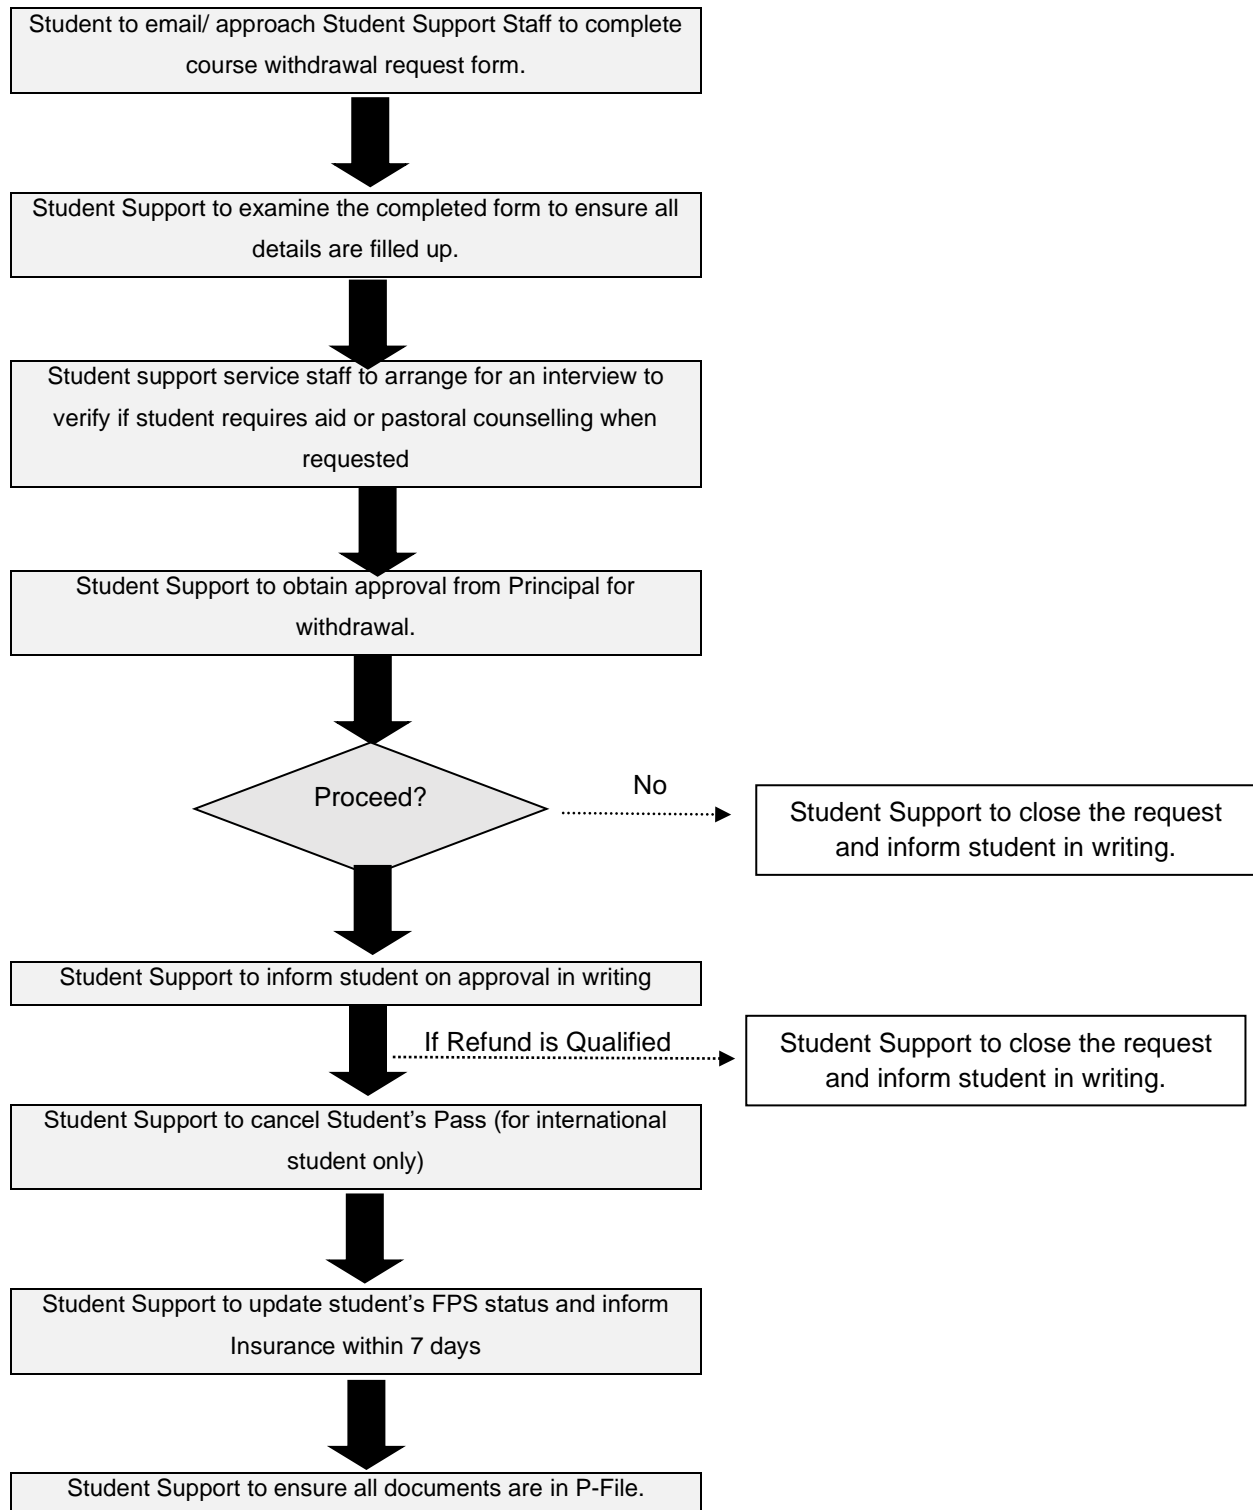 Student to email/ approach Student Support Staff to complete
course withdrawal request form.
Student Support to examine the completed form to ensure all
details are filled up.
Student support service staff to arrange for an interview to
verify if student requires aid or pastoral counselling when
requested
Student Support to obtain approval from Principal for
withdrawal.
Proceed?
No
Student Support to close the request
and inform student in writing.
Student Support to inform student on approval in writing
If Refund is Qualified
Student Support to close the request
and inform student in writing.
Student Support to cancel Student’s Pass (for international
student only)
Student Support to update student’s FPS status and inform
Insurance within 7 days
Student Support to ensure all documents are in P-File.